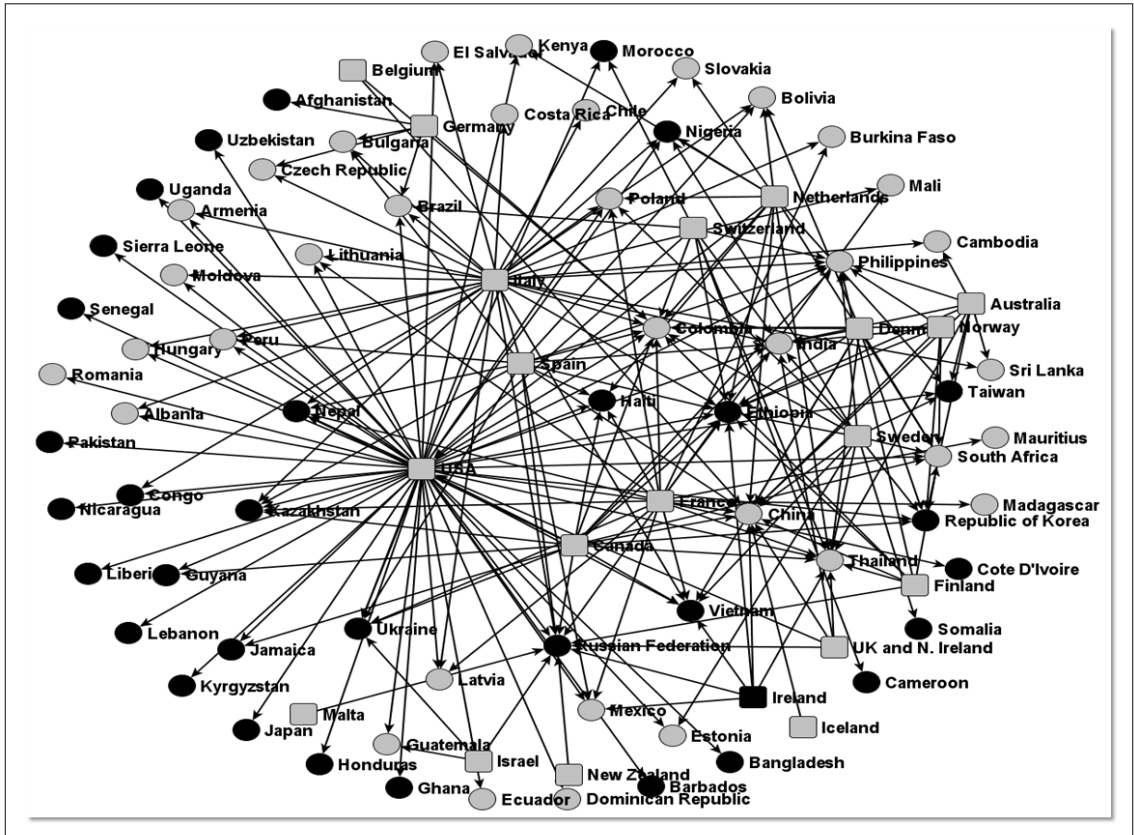 El Salvador
Kenya
Morocco
Belgium
Slovakia
Afghanistan
Bolivia
Costa Rica
Chile
Germany
Nigeria
Uzbekistan
Bulgaria
Burkina Faso
Czech Republic
Uganda
Mali
Armenia
Brazil
Poland
Netherlands
Switzerland
Sierra Leone
Cambodia
Lithuania
Philippines
Moldova
Italy
Australia
Senegal
Colombia
Denm
Norway
Peru
India
Hungary
Spain
Sri Lanka
Romania
Taiwan
Haiti
Albania
Nepal
Ethiopia
Sweden
Mauritius
Pakistan
South Africa
USA
Congo
France
Madagascar
Nicaragua
Kazakhstan
China
Republic of Korea
Canada
Thailand
Liberi
Guyana
Cote D'Ivoire
Finland
Vietnam
Lebanon
Ukraine
Somalia
Jamaica
Russian Federation
UK and N. Ireland
Latvia
Cameroon
Kyrgyzstan
Ireland
Mexico
Malta
Iceland
Japan
Estonia
Guatemala
Honduras
Israel
Bangladesh
New Zealand
Ghana
Barbados
Ecuador
Dominican Republic